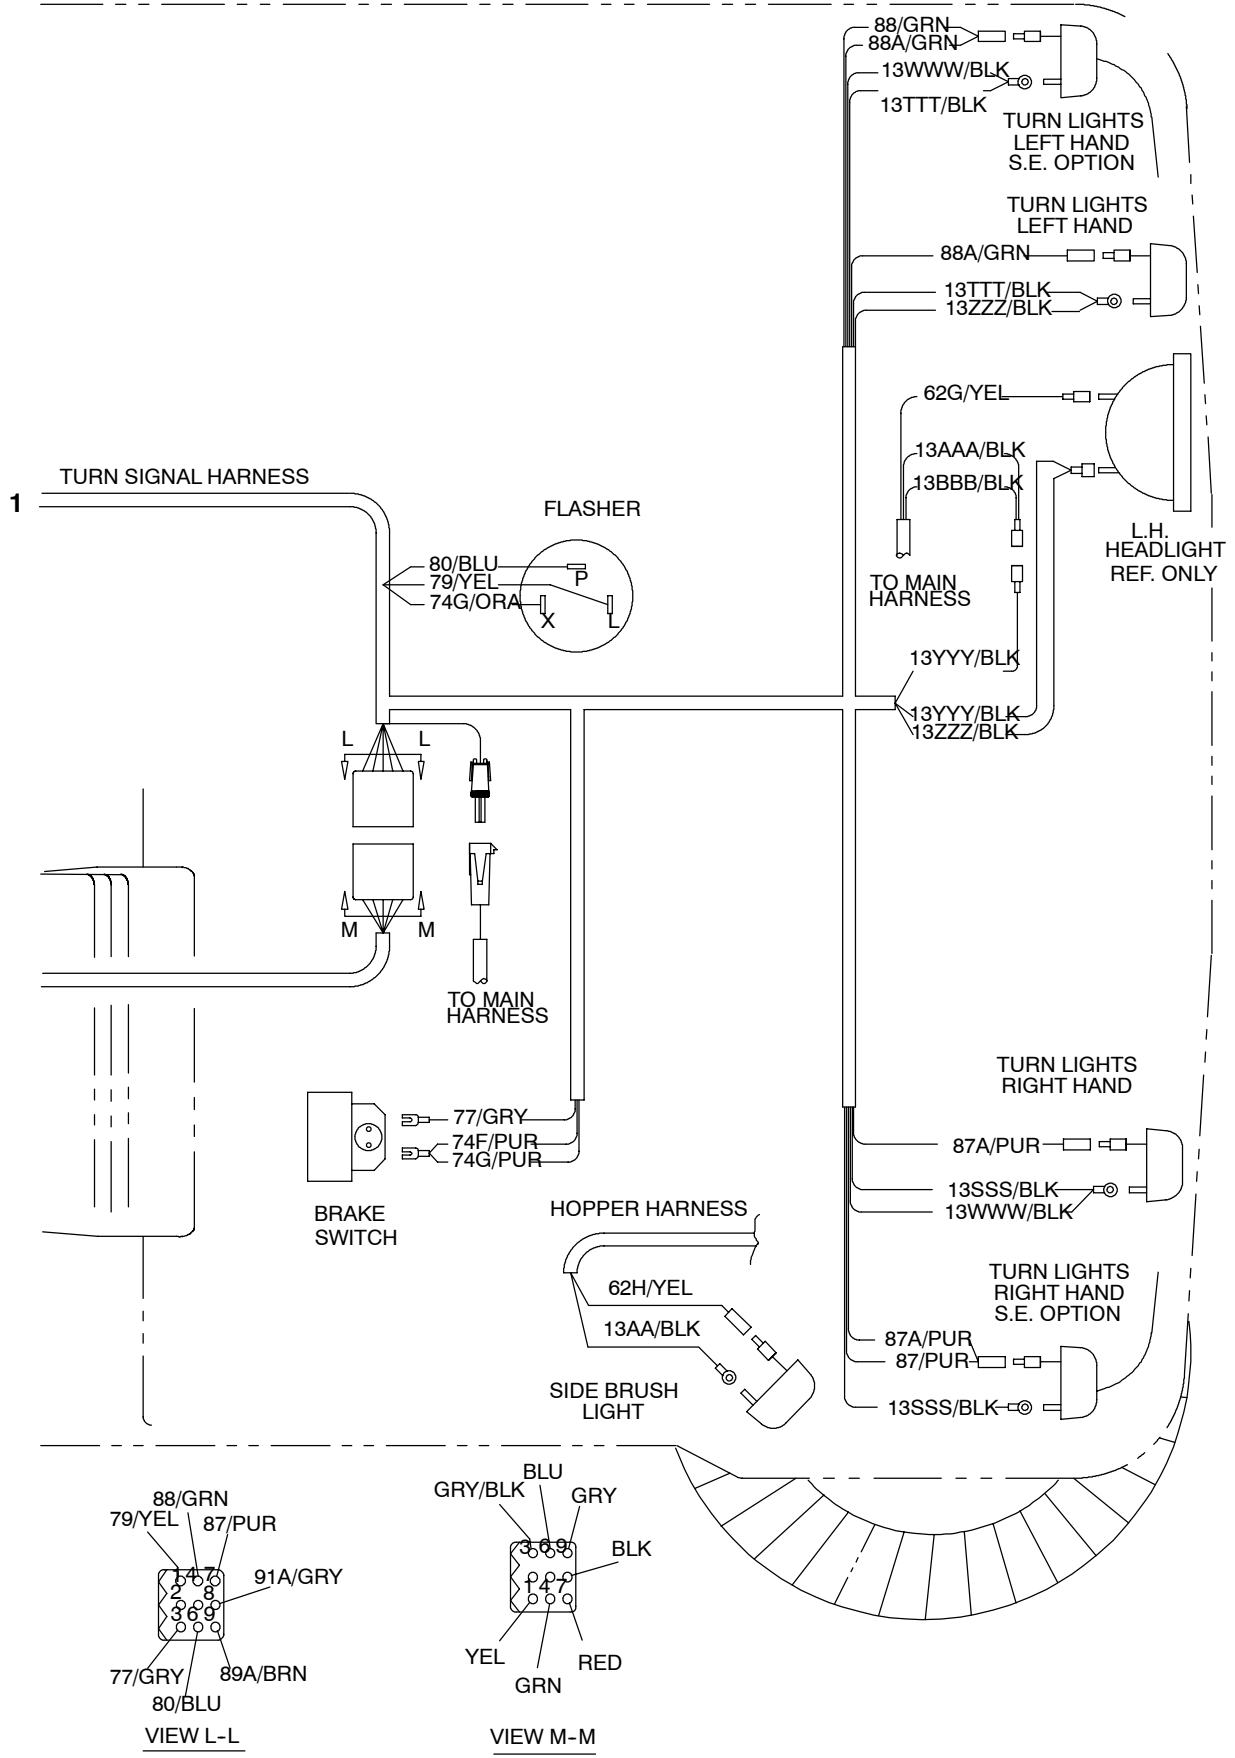 88/GRN
88A/GRN
13WWW/BLK
13TTT/BLK
TURN LIGHTS
LEFT HAND
S.E. OPTION
TURN LIGHTS
LEFT HAND
88A/GRN
13TTT/BLK
13ZZZ/BLK
62G/YEL
13AAA/BLK
13BBB/BLK
TURN SIGNAL HARNESS
1
FLASHER
L.H.
HEADLIGHT
REF. ONLY
80/BLU
79/YEL
74G/ORA
P
X
L
TO MAIN
HARNESS
13YYY/BLK
13YYY/BLK
13ZZZ/BLK
L
L
M
M
TO MAIN
HARNESS
TURN LIGHTS
RIGHT HAND
77/GRY
74F/PUR
74G/PUR
87A/PUR
13SSS/BLK
13WWW/BLK
BRAKE
SWITCH
HOPPER HARNESS
62H/YEL
13AA/BLK
TURN LIGHTS
RIGHT HAND
S.E. OPTION
87A/PUR
87/PUR
13SSS/BLK
SIDE BRUSH
LIGHT
88/GRN
79/YEL
87/PUR
1 4 7
2 8
3 6 9
91A/GRY
77/GRY
89A/BRN
80/BLU
VIEW L-L
BLU
GRY/BLK
GRY
3 6 9
BLK
1 4 7
YEL
RED
GRN
VIEW M-M